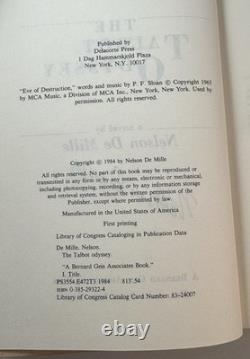 Published by
Delacorte Press
1 Dag Hammarskjold Plaza
New York, N.Y. 10017
"Eve of Destruction," words and music by P. F. Sloan © Copyright 1965
by MCA Music, a Division of MCA Inc., New York, New York. Used by
permission. All rights reserved.
Copyright © 1984 by Nelson De Mille
All rights reserved.
No part of this book may be reproduced or
transmitted in any form or by any means, electronic or mechanical,
including photocopying, recording, or by any information storage
and retrieval system, without the written permission of the
Publisher, except where permitted by law.
Manufactured in the United States of America
First printing
Library of Congress Cataloging in Publication Data
De Mille, Nelson.
The Talbot odyssey.
"A Bernard Geis Associates Book."
I. Title.
PS3554.E472T3 1984 813'.54
ISBN 0-385-29322-4
Library of Congress Catalog Card Number: 83-24007